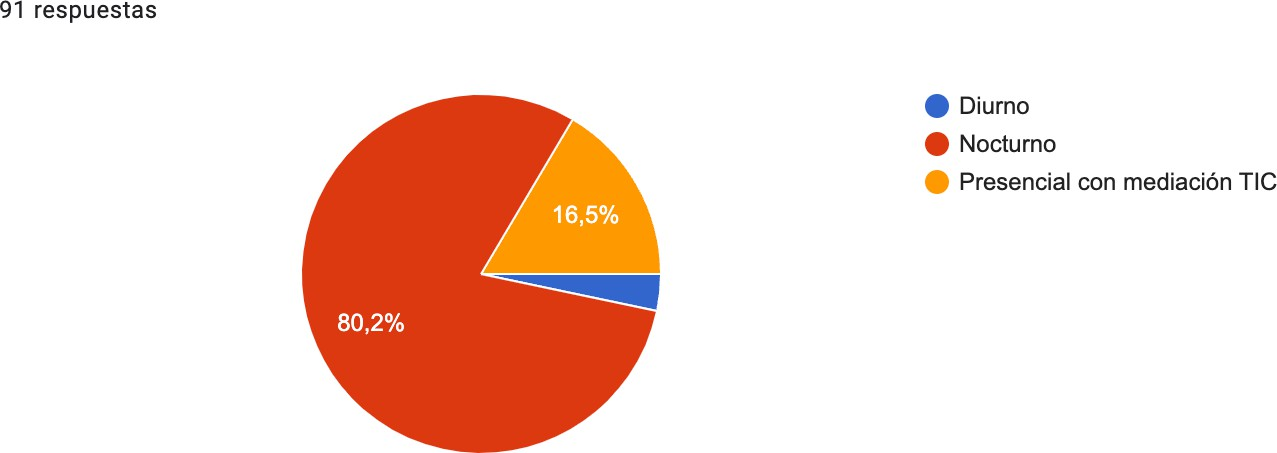 91 respuestas
Diurno
Nocturno
Presencial con mediación TIC
16,5%
80,2%